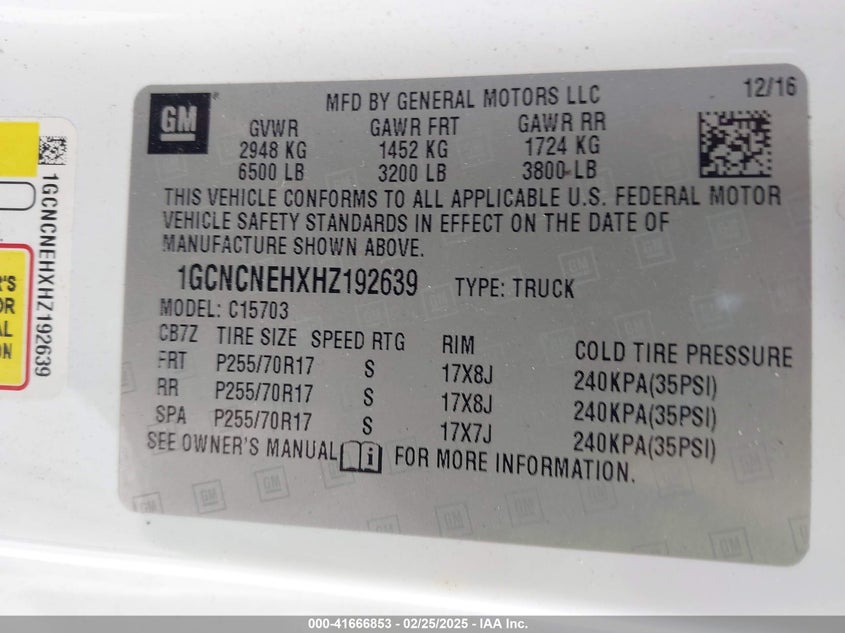 GM
MFD BY GENERAL MOTORS LLC
12/16
GVWR GAWR FRT GAWR RR
2948 KG 1452 KG 1724 KG
6500 LB 3200 LB 3800 LB
THIS VEHICLE CONFORMS TO ALL APPLICABLE U.S. FEDERAL MOTOR
VEHICLE SAFETY STANDARDS IN EFFECT ON THE DATE OF
MANUFACTURE SHOWN ABOVE.
1GCNCNEHXHZ192639 TYPE: TRUCK
MODEL: C15703
CB7Z TIRE SIZE SPEED RTG RIM COLD TIRE PRESSURE
FRT P255/70R17 S 17X8J 240KPA(35PSI)
RR P255/70R17 S 17X8J 240KPA(35PSI)
SPA P255/70R17 S 17X7J 240KPA(35PSI)
SEE OWNER'S MANUAL FOR MORE INFORMATION.
1GCNCNEHXHZ192639
000-41666853 - 02/25/2025 - IAA Inc.